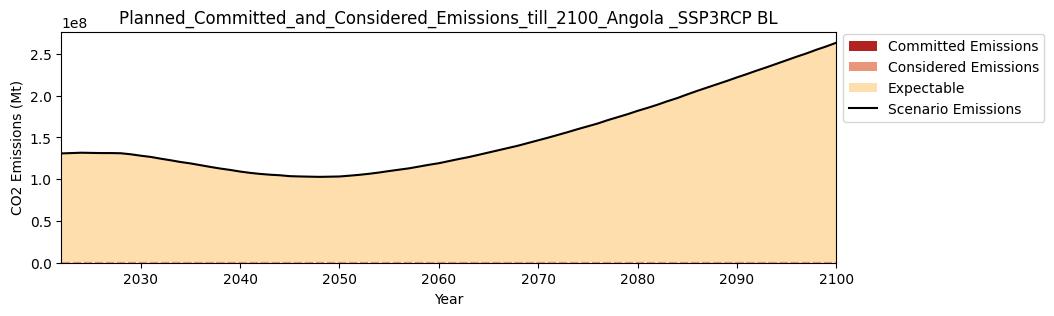 Planned_Committed_and_Considered_Emissions_till_2100_Angola _SSP3RCP BL
1e8
2.5
2.0
1.5
1.0
0.5
0.0
CO2 Emissions (Mt)
2030 2040 2050 2060 2070 2080 2090 2100
Year
Committed Emissions
Considered Emissions
Expectable
Scenario Emissions